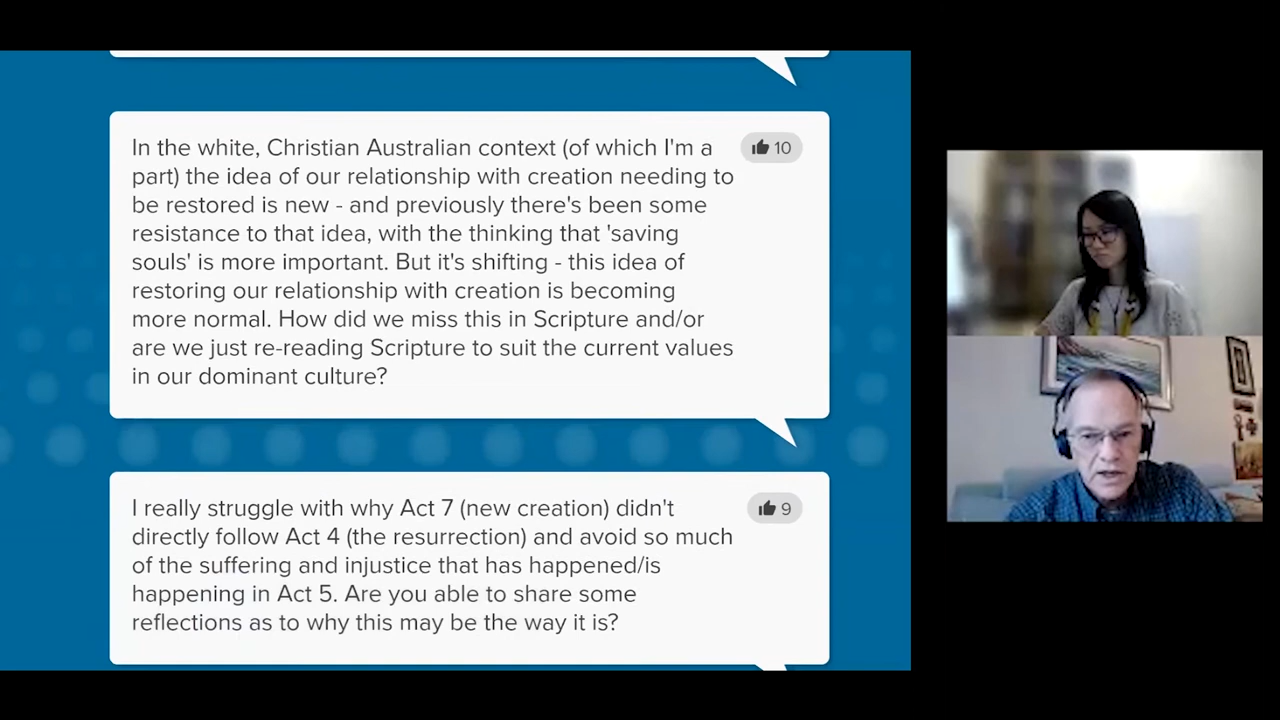 In the white, Christian Australian context (of which I'm a
10
part) the idea of our relationship with creation needing to
be restored is new - and previously there's been some
resistance to that idea, with the thinking that 'saving
souls' is more important. But it's shifting - this idea of
restoring our relationship with creation is becoming
more normal. How did we miss this in Scripture and/or
are we just re-reading Scripture to suit the current values
in our dominant culture?
I really struggle with why Act 7 (new creation) didn't
9
directly follow Act 4 (the resurrection) and avoid so much
of the suffering and injustice that has happened/is
happening in Act 5. Are you able to share some
reflections as to why this may be the way it is?